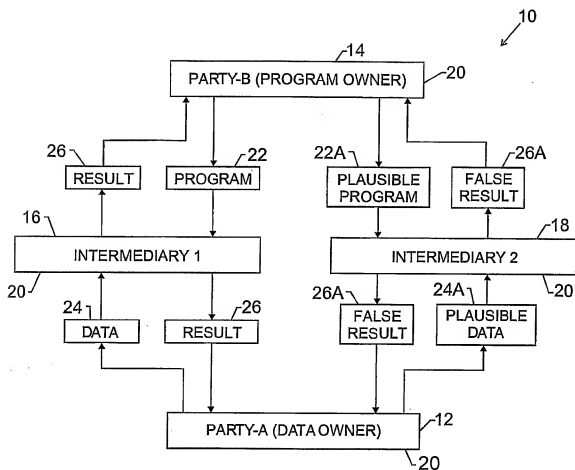 10
14
PARTY-B (PROGRAM OWNER)
20
26
22
22A
26A
RESULT
PROGRAM
PLAUSIBLE
PROGRAM
FALSE
RESULT
16
18
INTERMEDIARY 1
INTERMEDIARY 2
20
20
24
26
26A
24A
DATA
RESULT
FALSE
RESULT
PLAUSIBLE
DATA
PARTY-A (DATA OWNER)
12
20